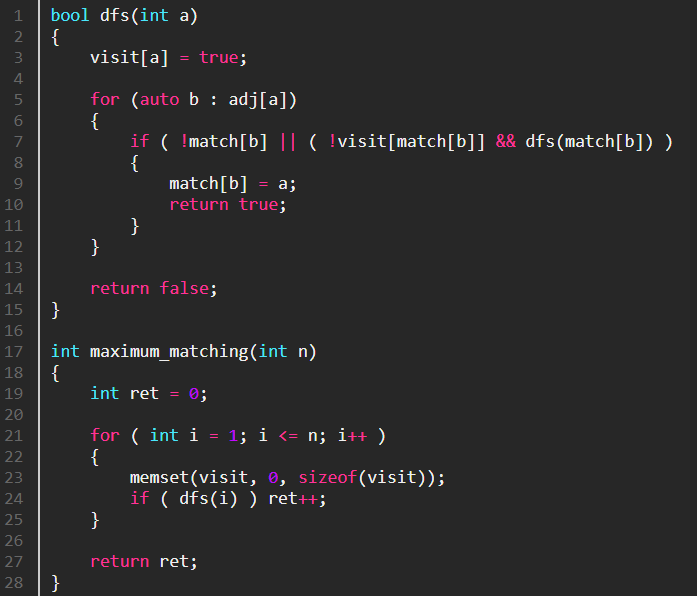 1 bool dfs(int a)
2 {
3     visit[a] = true;
4
5     for (auto b : adj[a])
6     {
7         if ( !match[b] || ( !visit[match[b]] && dfs(match[b]) )
8         {
9             match[b] = a;
10             return true;
11         }
12     }
13
14     return false;
15 }
16
17 int maximum_matching(int n)
18 {
19     int ret = 0;
20
21     for ( int i = 1; i <= n; i++ )
22     {
23         memset(visit, 0, sizeof(visit));
24         if ( dfs(i) ) ret++;
25     }
26
27     return ret;
28 }